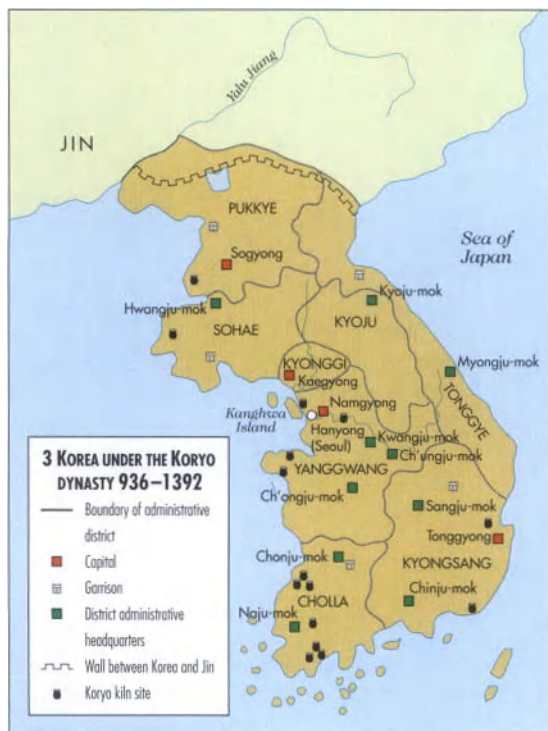 Yalu Jiang
JIN
PUKKYE
Sea of
Japan
Sogyong
Kyoju-mok
Hwangju-mok
SOHAE
KYOJU
Myongju-mok
KYONGGI
Kaegyong
TONGGYE
Kanghwa
Island
Namgyong
Hanyong
(Seoul)
Kwangju-mok
Ch'ungju-mok
YANGGWANG
Ch'ongju-mok
Sangju-mok
Tonggyong
Chonju-mok
KYONGSANG
CHOLLA
Chinju-mok
Naju-mok
3 KOREA UNDER THE KORYO
DYNASTY 936–1392
Boundary of administrative
district
Capital
Garrison
District administrative
headquarters
Wall between Korea and Jin
Koryo kiln site